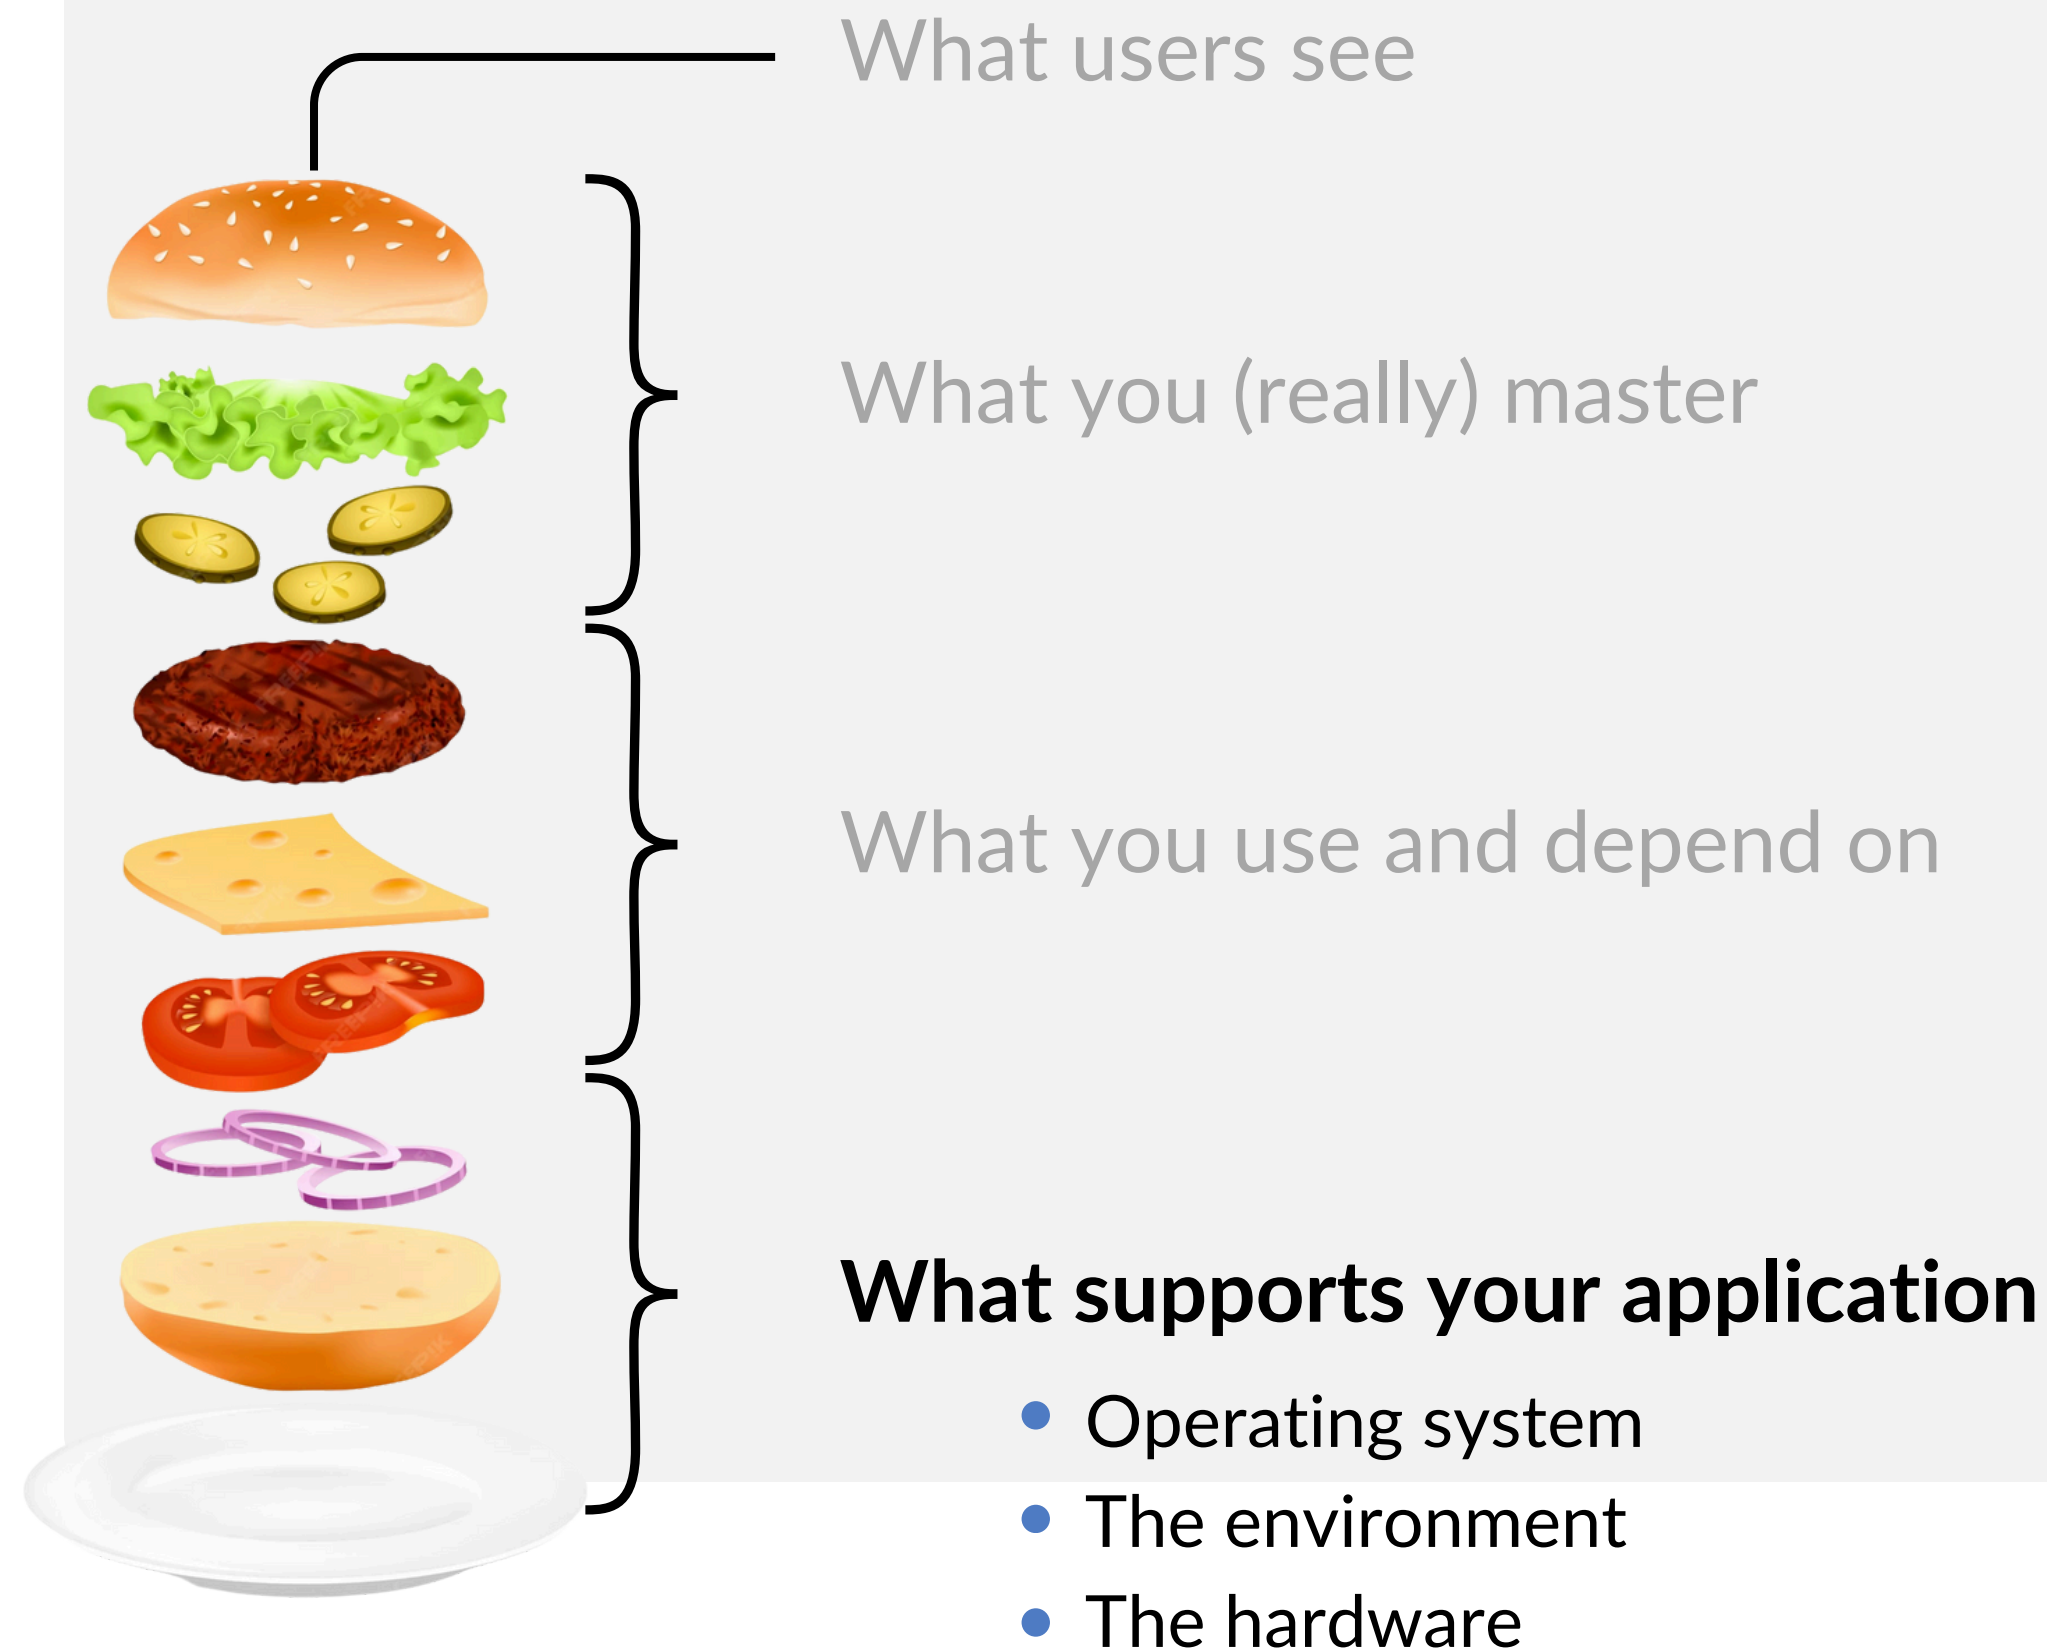 What users see
What you (really) master
What you use and depend on
What supports your application
Operating system
The environment
The hardware